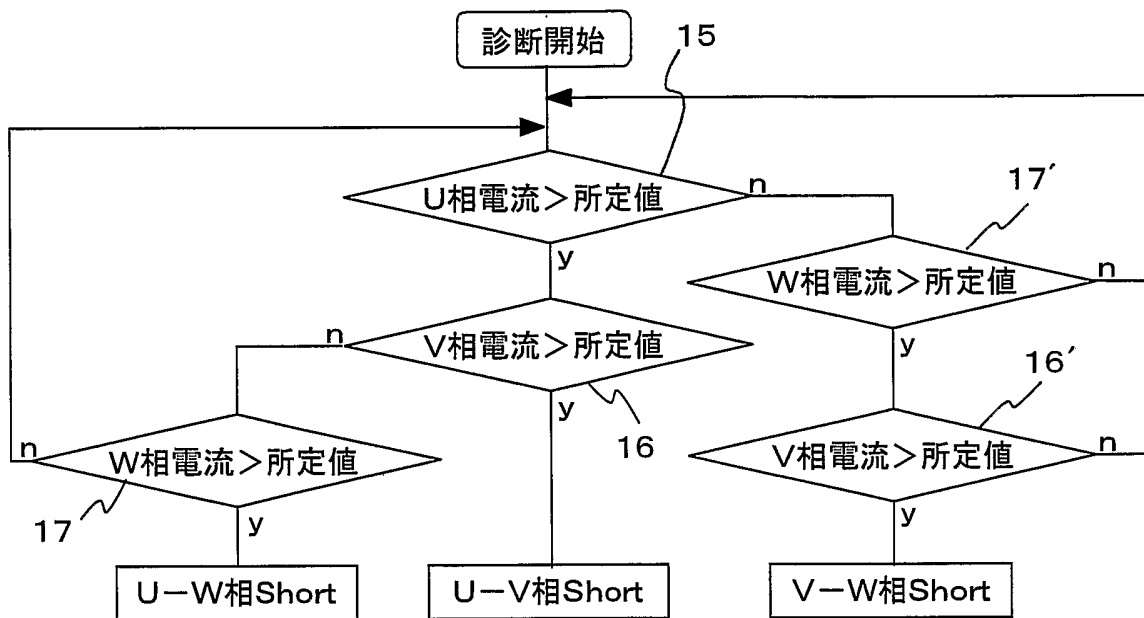 診断開始
15
U相電流>所定値
n
17′
y
W相電流>所定値
n
n
V相電流>所定値
y
16′
y
16
n
W相電流>所定値
V相電流>所定値
n
17
y
y
U-W相Short
U-V相Short
V-W相Short